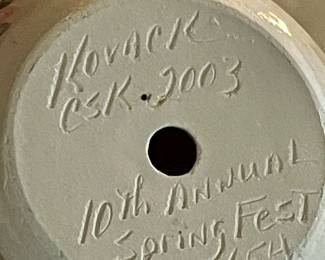 Kovack
CSK. 2003
10th Annual
Spring Fest